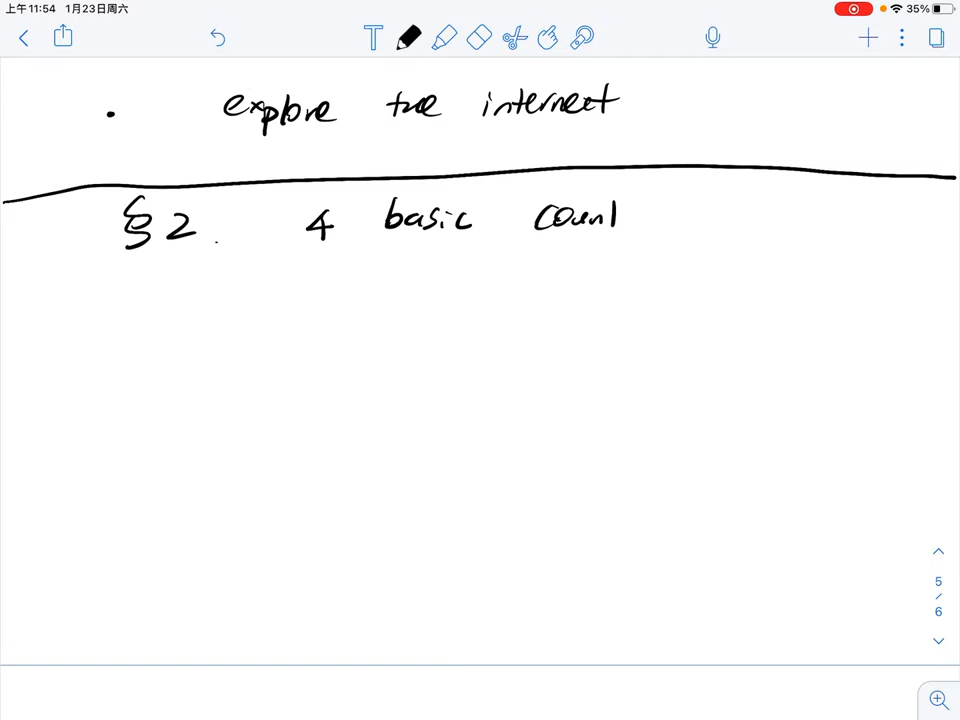 上午11:54 1月23日周六 35%
T
• explore the internet
§2. 4 basic count
5
/
6